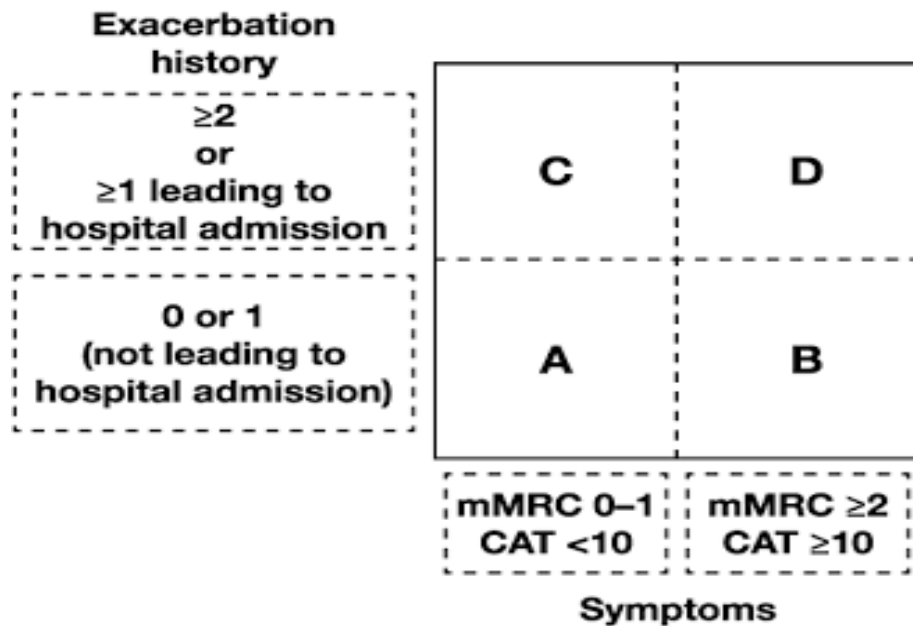 Exacerbation
history
≥2
or
≥1 leading to
hospital admission
C
D
0 or 1
(not leading to
hospital admission)
A
B
mMRC 0–1
CAT <10
mMRC ≥2
CAT ≥10
Symptoms